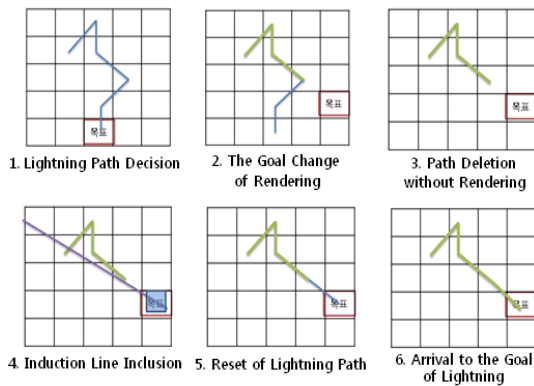 목표
1. Lightning Path Decision
목표
2. The Goal Change
of Rendering
목표
3. Path Deletion
without Rendering
목표
4. Induction Line Inclusion
목표
5. Reset of Lightning Path
목표
6. Arrival to the Goal
of Lightning